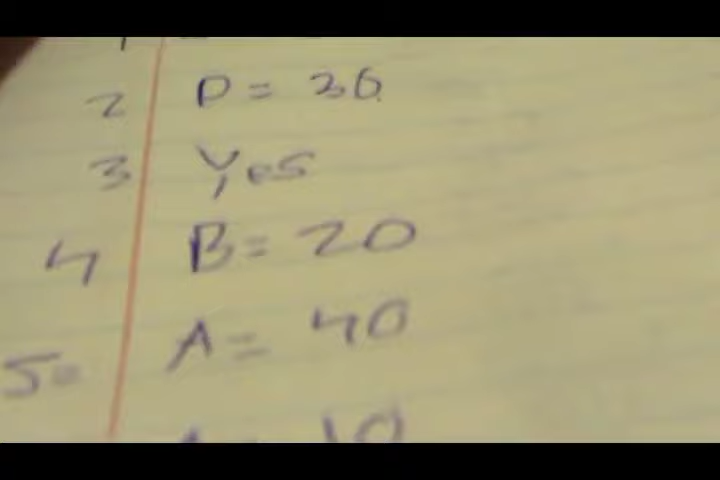 2 D = 36
3 Yes
4 B = 20
5= A = 40